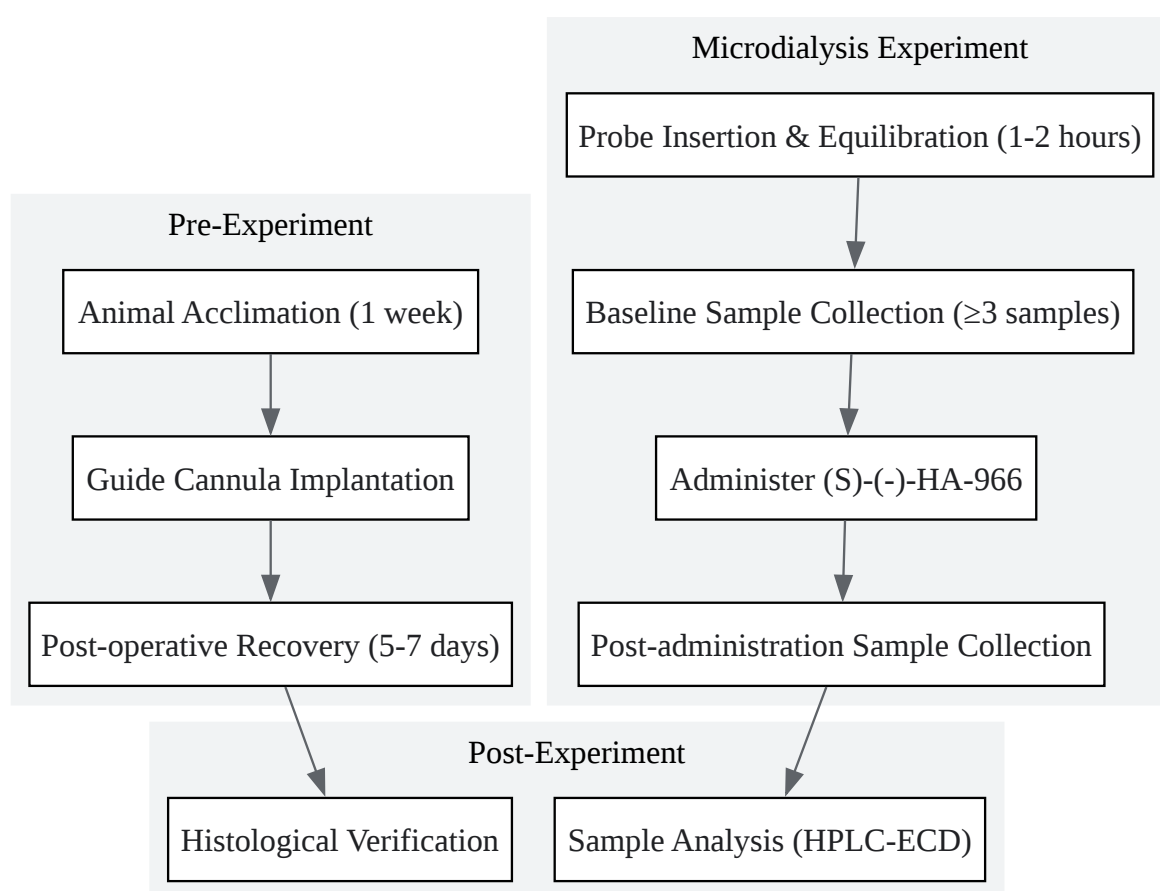 Pre-Experiment
Animal Acclimation (1 week)
Guide Cannula Implantation
Post-operative Recovery (5-7 days)
Microdialysis Experiment
Probe Insertion & Equilibration (1-2 hours)
Baseline Sample Collection (≥3 samples)
Administer (S)-(-)-HA-966
Post-administration Sample Collection
Post-Experiment
Histological Verification
Sample Analysis (HPLC-ECD)